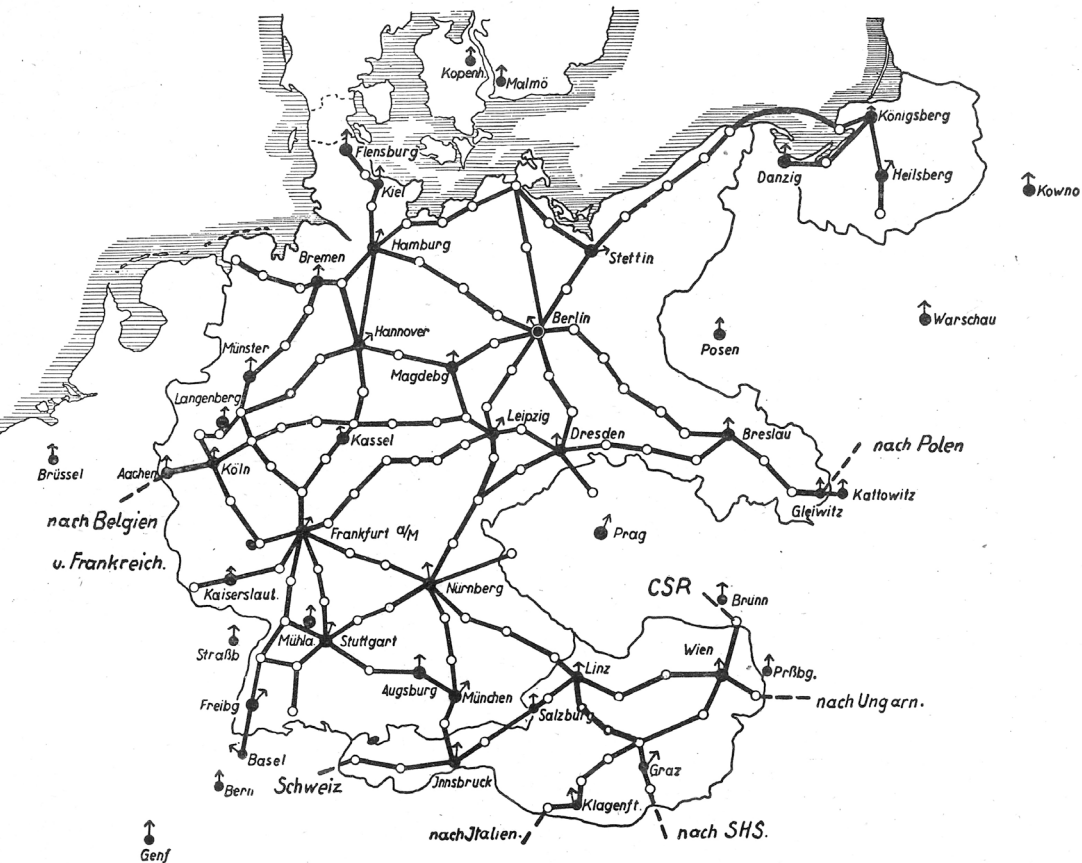 Kopenh.
Malmö
Flensburg
Königsberg
Kiel
Danzig
Heilsberg
Kowno
Hamburg
Bremen
Stettin
Berlin
Warschau
Hannover
Posen
Münster
Magdebg
Langenberg
Leipzig
Kassel
Dresden
Breslau
nach Polen
Brüssel
Aachen
Köln
Kattowitz
Gleiwitz
nach Belgien
u. Frankreich.
Frankfurt a/M
Prag
Kaiserslaut.
Nürnberg
CSR
Brünn
Mühla.
Stuttgart
Straßb
Wien
Linz
Prßbg.
Augsburg
München
nach Ungarn.
Freibg
Salzburg
Basel
Graz
Schweiz
Innsbruck
Bern
Klagenft.
nach Italien.
nach SHS.
Genf